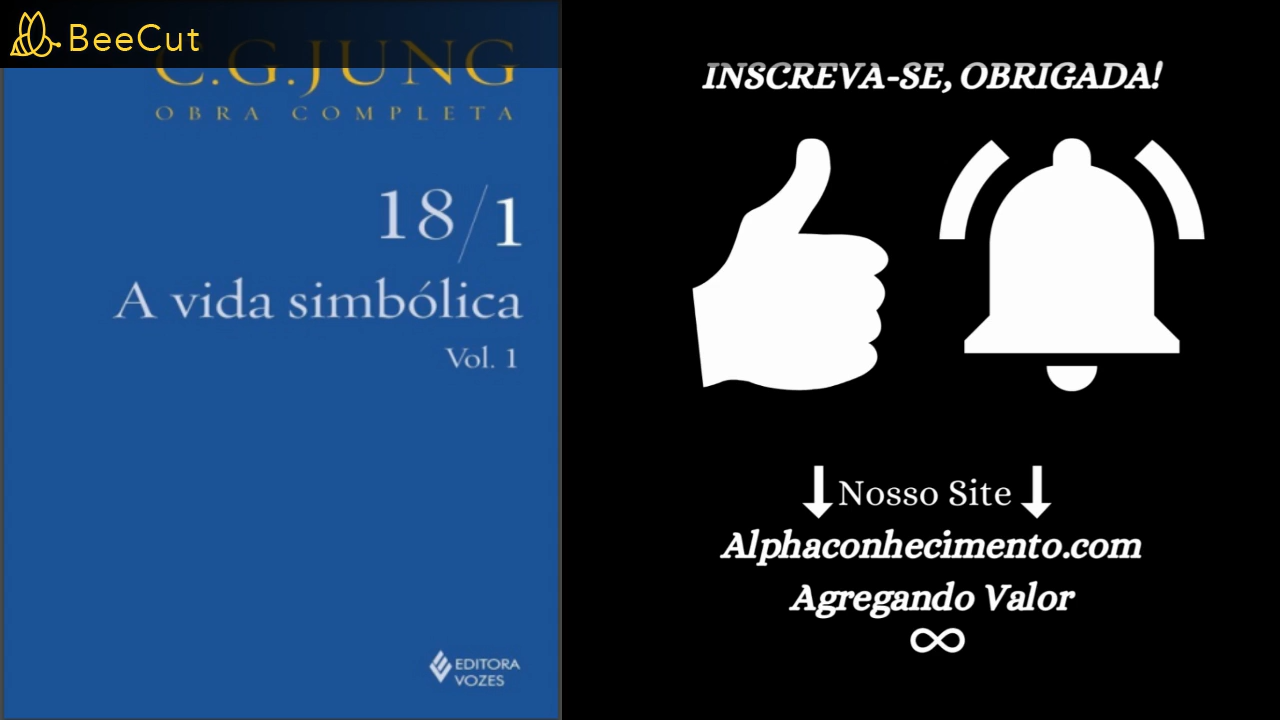 BeeCut
C.G.JUNG
OBRA COMPLETA
18/1
A vida simbólica
Vol. 1
EDITORA
VOZES
INSCREVA-SE, OBRIGADA!
Nosso Site
Alphaconhecimento.com
Agregando Valor